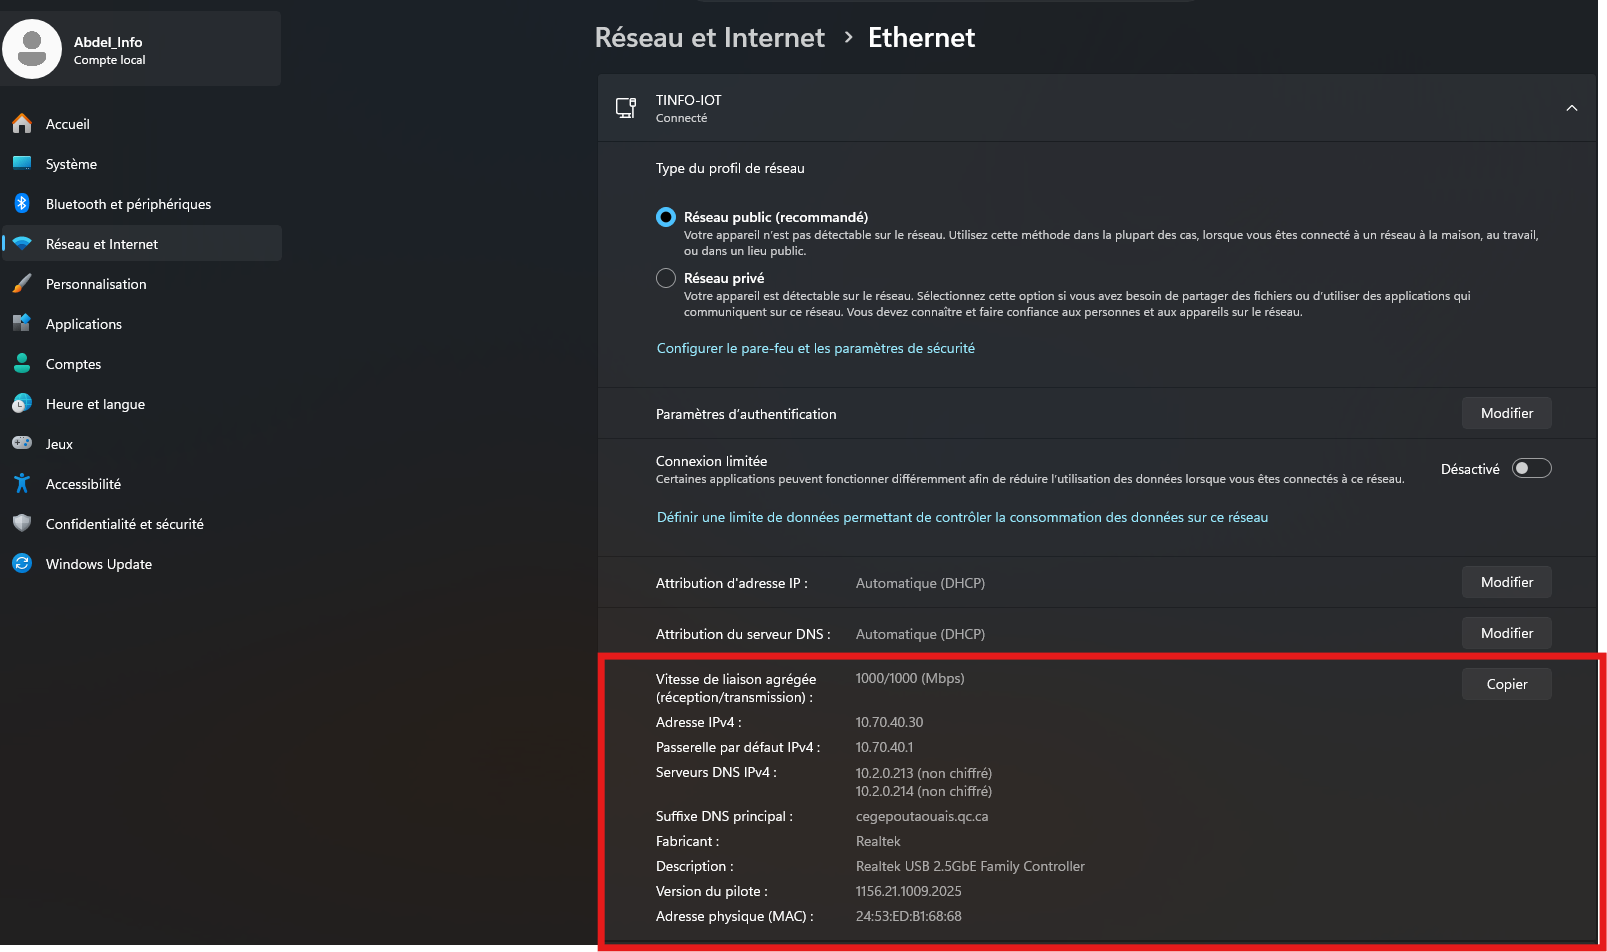 Abdel_Info
Compte local
Accueil
Système
Bluetooth et périphériques
Réseau et Internet
Personnalisation
Applications
Comptes
Heure et langue
Jeux
Accessibilité
Confidentialité et sécurité
Windows Update
Réseau et Internet > Ethernet
TINFO-IOT
Connecté
Type du profil de réseau
Réseau public (recommandé)
Votre appareil n’est pas détectable sur le réseau. Utilisez cette méthode dans la plupart des cas, lorsque vous êtes connecté à un réseau à la maison, au travail,
ou dans un lieu public.
Réseau privé
Votre appareil est détectable sur le réseau. Sélectionnez cette option si vous avez besoin de partager des fichiers ou d’utiliser des applications qui
communiquent sur ce réseau. Vous devez connaître et faire confiance aux personnes et aux appareils sur le réseau.
Configurer le pare-feu et les paramètres de sécurité
Paramètres d’authentification Modifier
Connexion limitée
Certaines applications peuvent fonctionner différemment afin de réduire l’utilisation des données lorsque vous êtes connectés à ce réseau.
Désactivé
Définir une limite de données permettant de contrôler la consommation des données sur ce réseau
Attribution d'adresse IP : Automatique (DHCP) Modifier
Attribution du serveur DNS : Automatique (DHCP) Modifier
Vitesse de liaison agrégée 1000/1000 (Mbps) Copier
(réception/transmission) :
Adresse IPv4 : 10.70.40.30
Passerelle par défaut IPv4 : 10.70.40.1
Serveurs DNS IPv4 : 10.2.0.213 (non chiffré)
10.2.0.214 (non chiffré)
Suffixe DNS principal : cegepoutaouais.qc.ca
Fabricant : Realtek
Description : Realtek USB 2.5GbE Family Controller
Version du pilote : 1156.21.1009.2025
Adresse physique (MAC) : 24:53:ED:B1:68:68